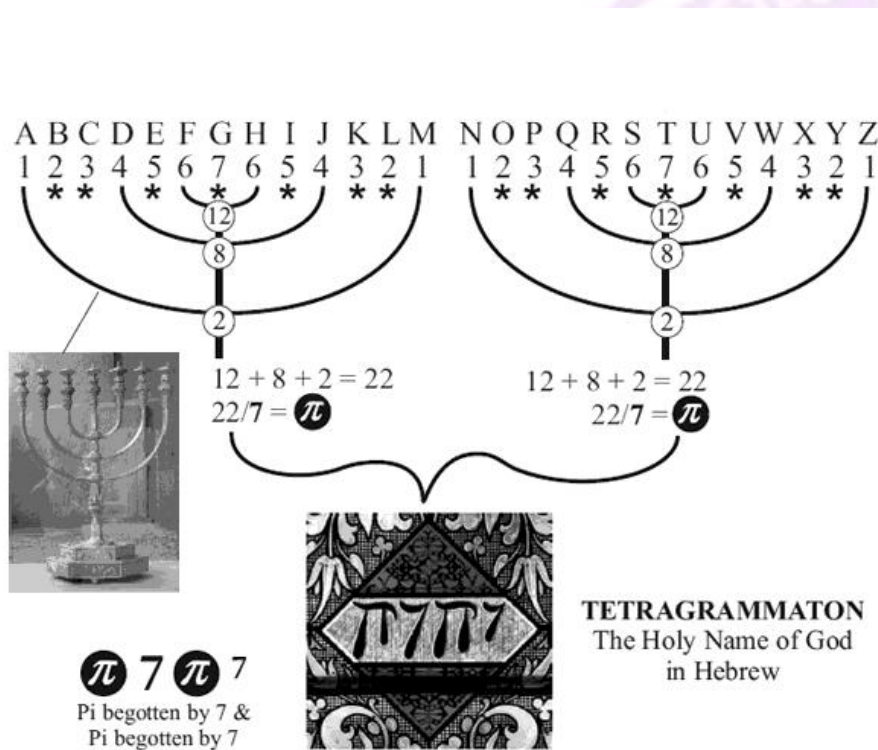 A B C D E F G H I J K L M N O P Q R S T U V W X Y Z
1 2 3 4 5 6 7 6 5 4 3 2 1 1 2 3 4 5 6 7 6 5 4 3 2 1
* * * * * * * * * * * *
12 12
8 8
2 2
12 + 8 + 2 = 22 12 + 8 + 2 = 22
22/7 = π 22/7 = π
יהוה
TETRAGRAMMATON
The Holy Name of God
in Hebrew
π 7 π 7
Pi begotten by 7 &
Pi begotten by 7